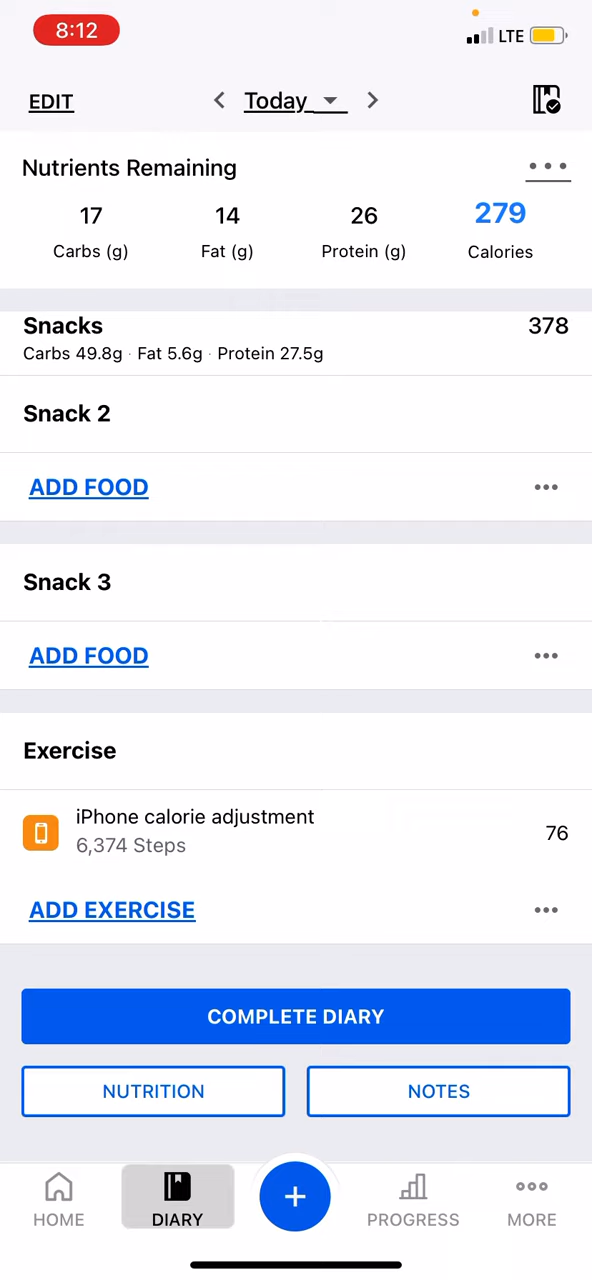 8:12
LTE
EDIT
Today
Nutrients Remaining
17 14 26 279
Carbs (g) Fat (g) Protein (g) Calories
Snacks 378
Carbs 49.8g · Fat 5.6g · Protein 27.5g
Snack 2
ADD FOOD
Snack 3
ADD FOOD
Exercise
iPhone calorie adjustment
6,374 Steps
76
ADD EXERCISE
COMPLETE DIARY
NUTRITION NOTES
HOME DIARY PROGRESS MORE